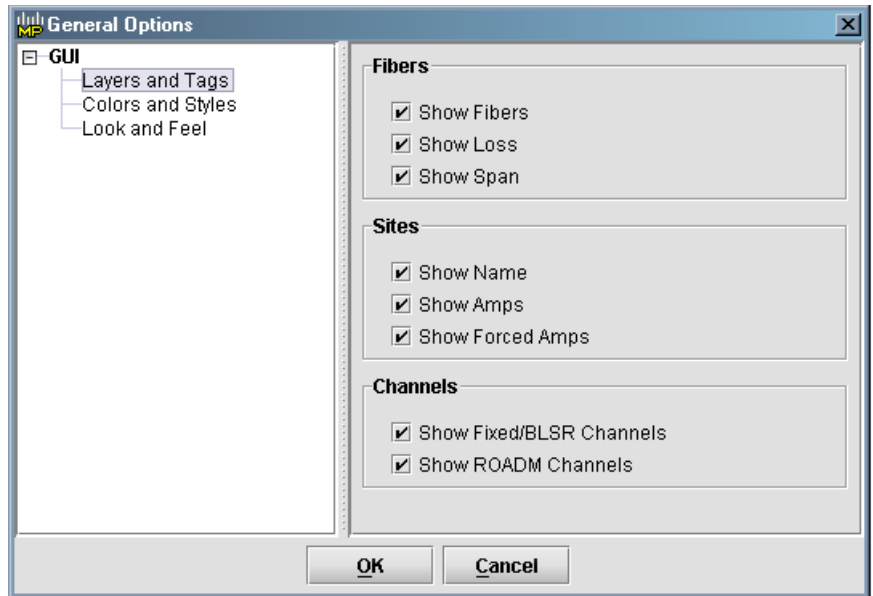 MP General Options
GUI
Layers and Tags
Colors and Styles
Look and Feel
Fibers
Show Fibers
Show Loss
Show Span
Sites
Show Name
Show Amps
Show Forced Amps
Channels
Show Fixed/BLSR Channels
Show ROADM Channels
OK
Cancel